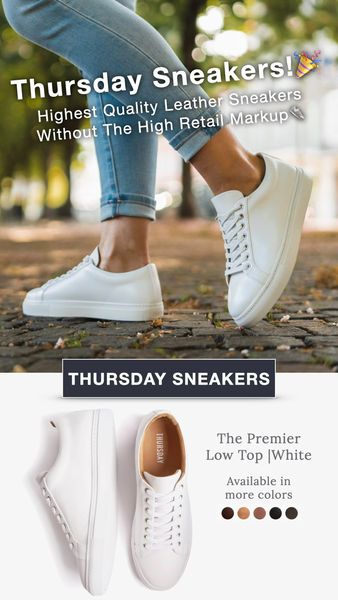 Thursday Sneakers!🎉
Highest Quality Leather Sneakers
Without The High Retail Markup
THURSDAY SNEAKERS
THURSDAY
The Premier
Low Top |White
Available in
more colors